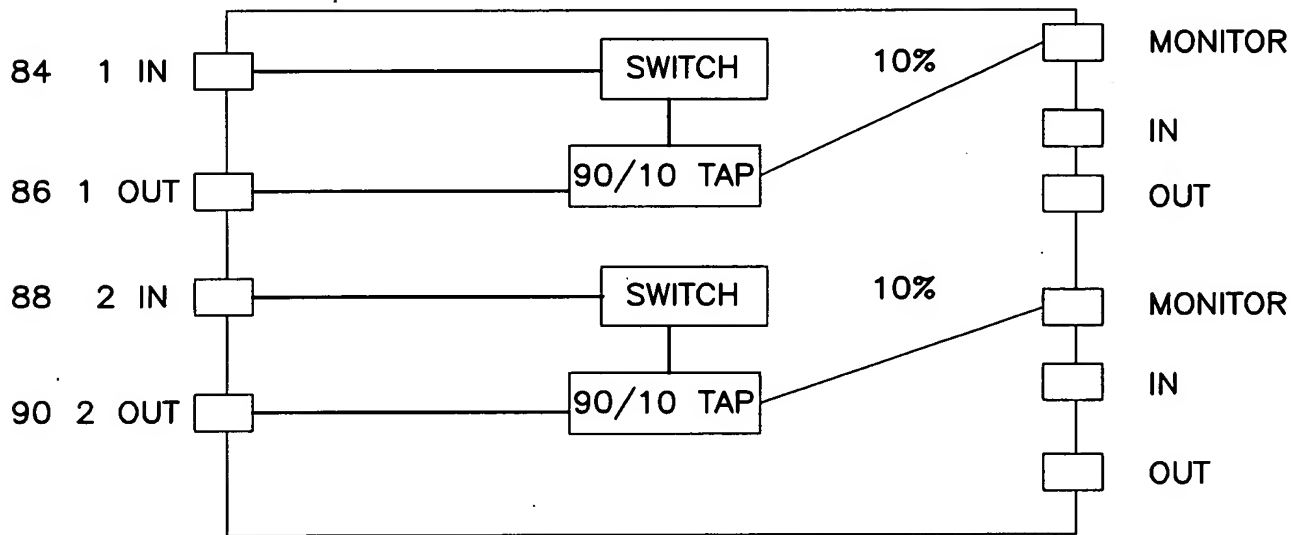 84 1 IN
SWITCH
10%
MONITOR
IN
90/10 TAP
86 1 OUT
OUT
88 2 IN
SWITCH
10%
MONITOR
IN
90/10 TAP
90 2 OUT
OUT